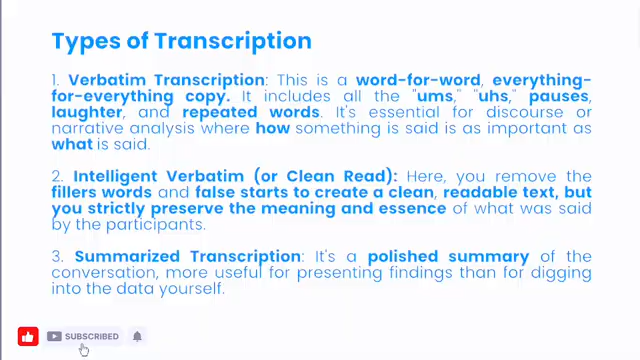 Types of Transcription
1. Verbatim Transcription: This is a word-for-word, everything-
for-everything copy. It includes all the "ums," "uhs," pauses,
laughter, and repeated words. It's essential for discourse or
narrative analysis where how something is said is as important as
what is said.
2. Intelligent Verbatim (or Clean Read): Here, you remove the
fillers words and false starts to create a clean, readable text, but
you strictly preserve the meaning and essence of what was said
by the participants.
3. Summarized Transcription: It's a polished summary of the
conversation, more useful for presenting findings than for digging
into the data yourself.
SUBSCRIBED